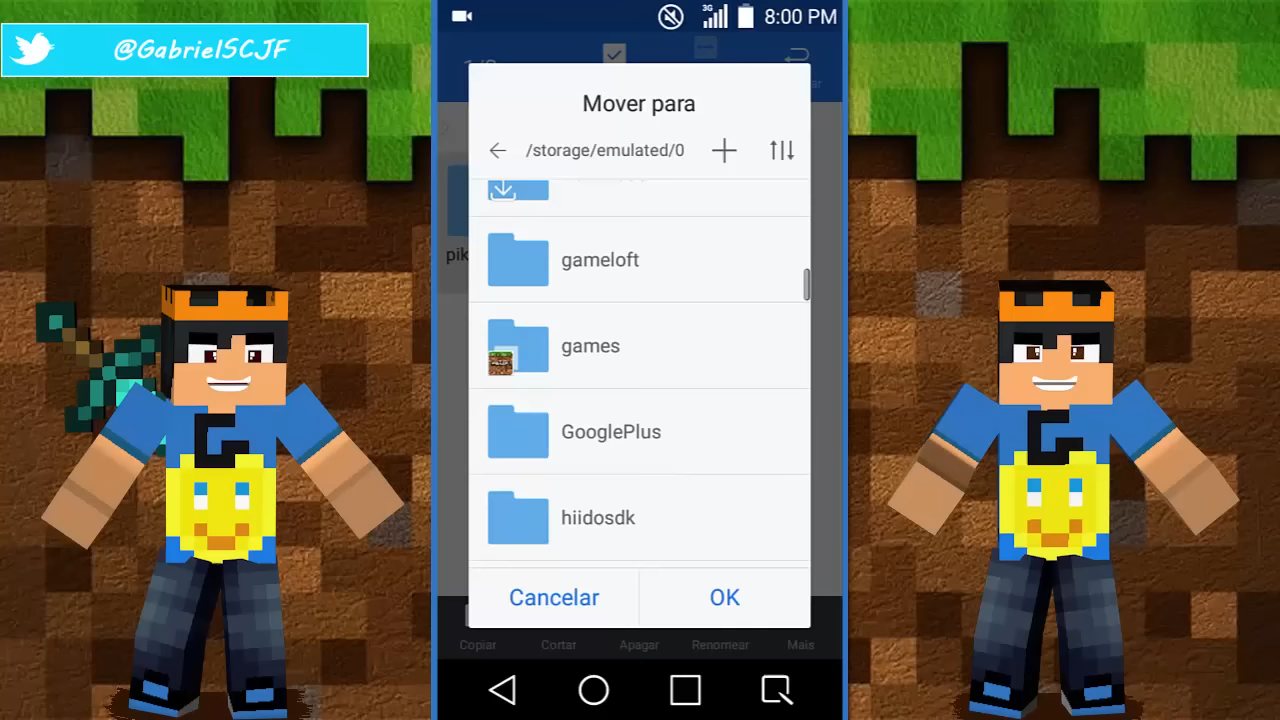 @GabrielSCJF
3G 8:00 PM
Mover para
/storage/emulated/0
gameloft
games
pik
GooglePlus
hiidosdk
Cancelar OK
Copiar Cortar Apagar Renomear Mais